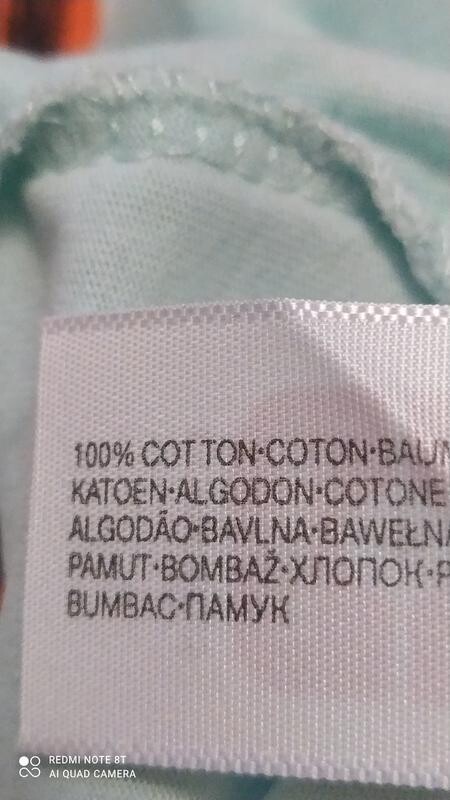 100% COTTON·COTON·BAUM
KATOEN·ALGODON·COTONE
ALGODÃO·BAVLNA·BAWEŁNA
PAMUT·BOMBAŽ·ХЛОПОК·
BUMBAC·ПАМУК
REDMI NOTE 8T
AI QUAD CAMERA